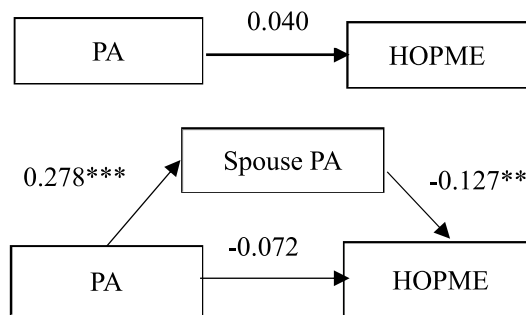 0.040
PA
HOPME
Spouse PA
0.278***
-0.127**
-0.072
PA
HOPME